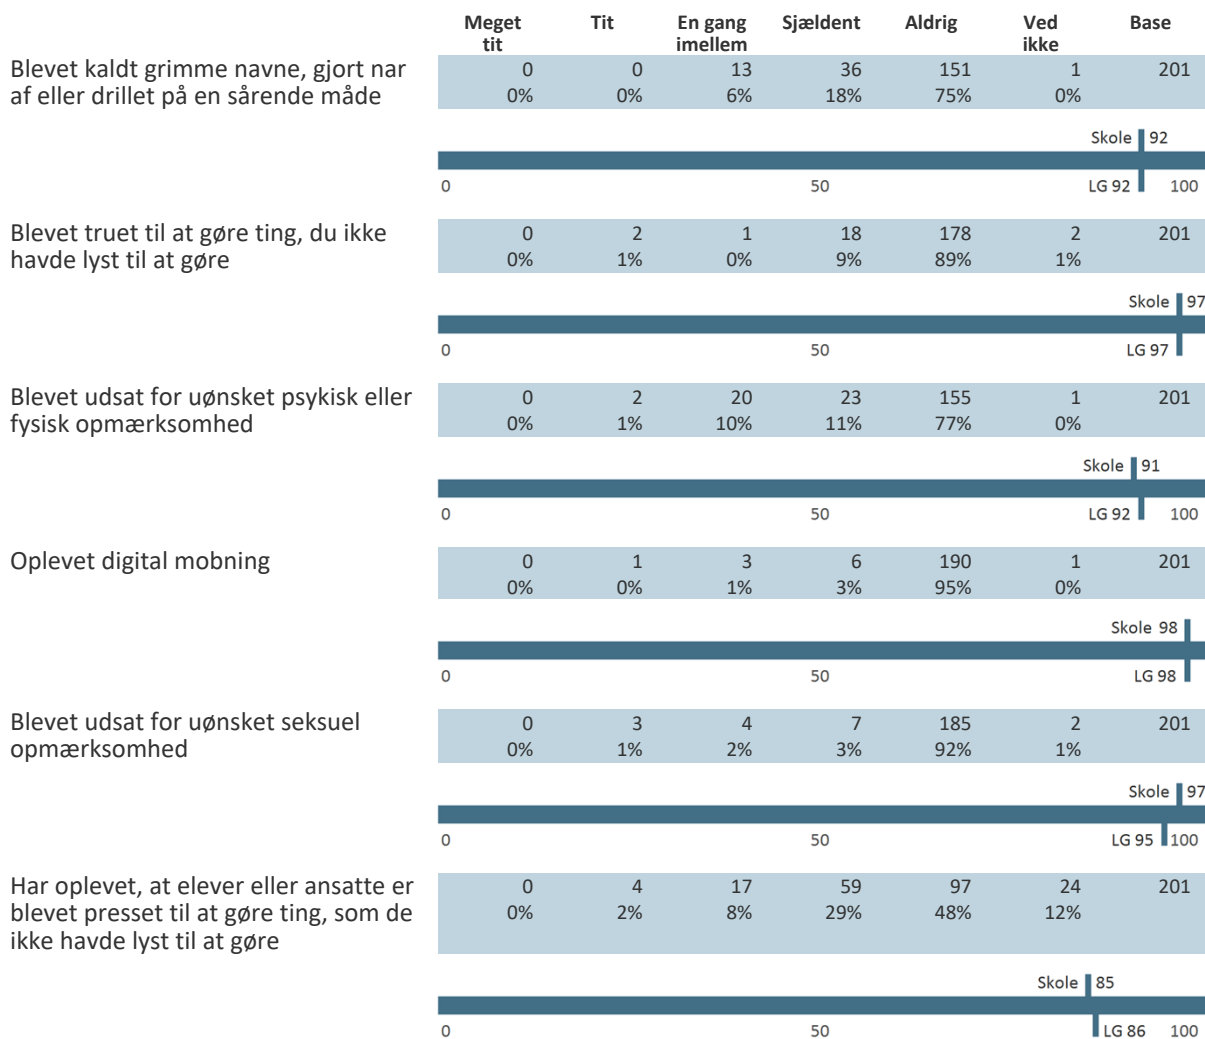 Meget tit Tit En gang imellem Sjældent Aldrig Ved ikke Base
Blevet kaldt grimme navne, gjort nar 0 0 13 36 151 1 201
af eller drillet på en sårende måde 0% 0% 6% 18% 75% 0%
Skole 92
0 50 LG 92 100
Blevet truet til at gøre ting, du ikke 0 2 1 18 178 2 201
havde lyst til at gøre 0% 1% 0% 9% 89% 1%
Skole 97
0 50 LG 97
Blevet udsat for uønsket psykisk eller 0 2 20 23 155 1 201
fysisk opmærksomhed 0% 1% 10% 11% 77% 0%
Skole 91
0 50 LG 92 100
Oplevet digital mobning 0 1 3 6 190 1 201
0% 0% 1% 3% 95% 0%
Skole 98
0 50 LG 98
Blevet udsat for uønsket seksuel 0 3 4 7 185 2 201
opmærksomhed 0% 1% 2% 3% 92% 1%
Skole 97
0 50 LG 95 100
Har oplevet, at elever eller ansatte er 0 4 17 59 97 24 201
blevet presset til at gøre ting, som de 0% 2% 8% 29% 48% 12%
ikke havde lyst til at gøre
Skole 85
0 50 LG 86 100